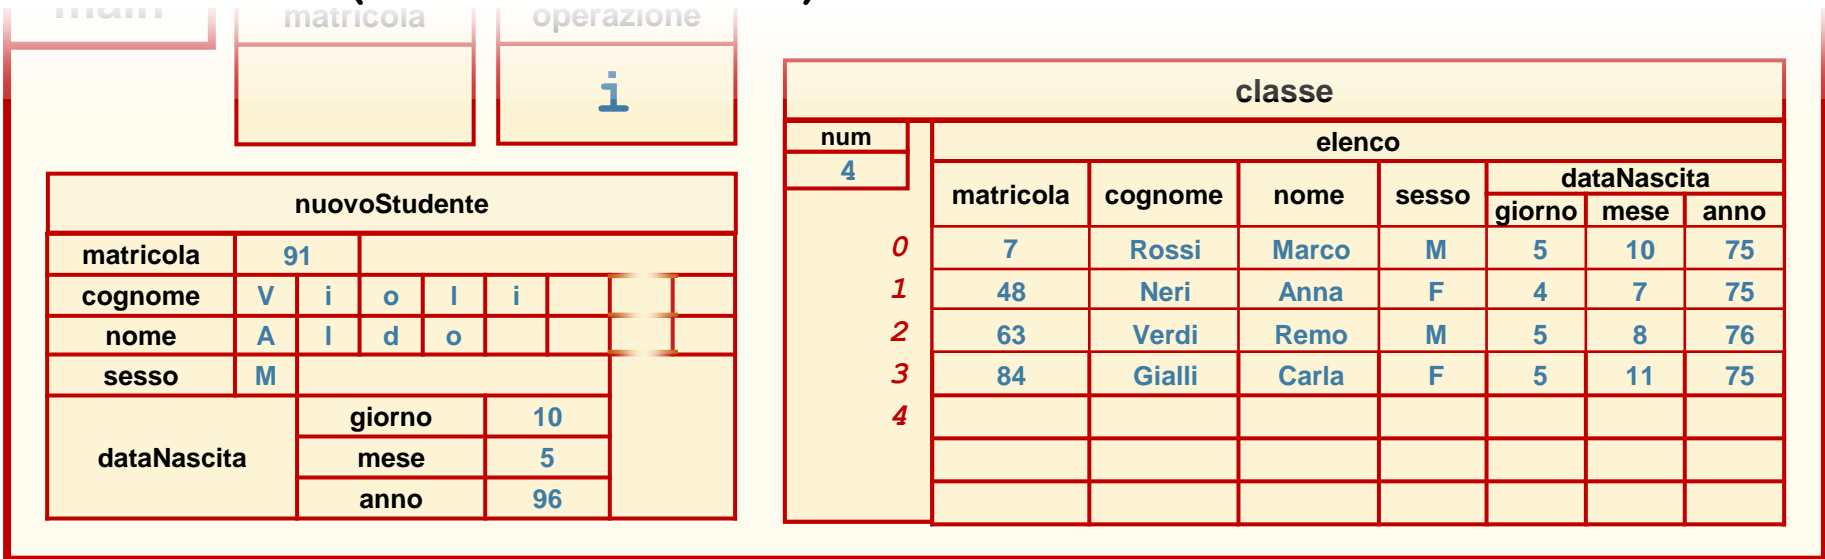 main
matricola
operazione
i
classe
num
elenco
4
matricola cognome nome sesso dataNascita
giorno mese anno
0 7 Rossi Marco M 5 10 75
1 48 Neri Anna F 4 7 75
2 63 Verdi Remo M 5 8 76
3 84 Gialli Carla F 5 11 75
4
nuovoStudente
matricola 91
cognome V i o l i
nome A l d o
sesso M
dataNascita
giorno 10
mese 5
anno 96